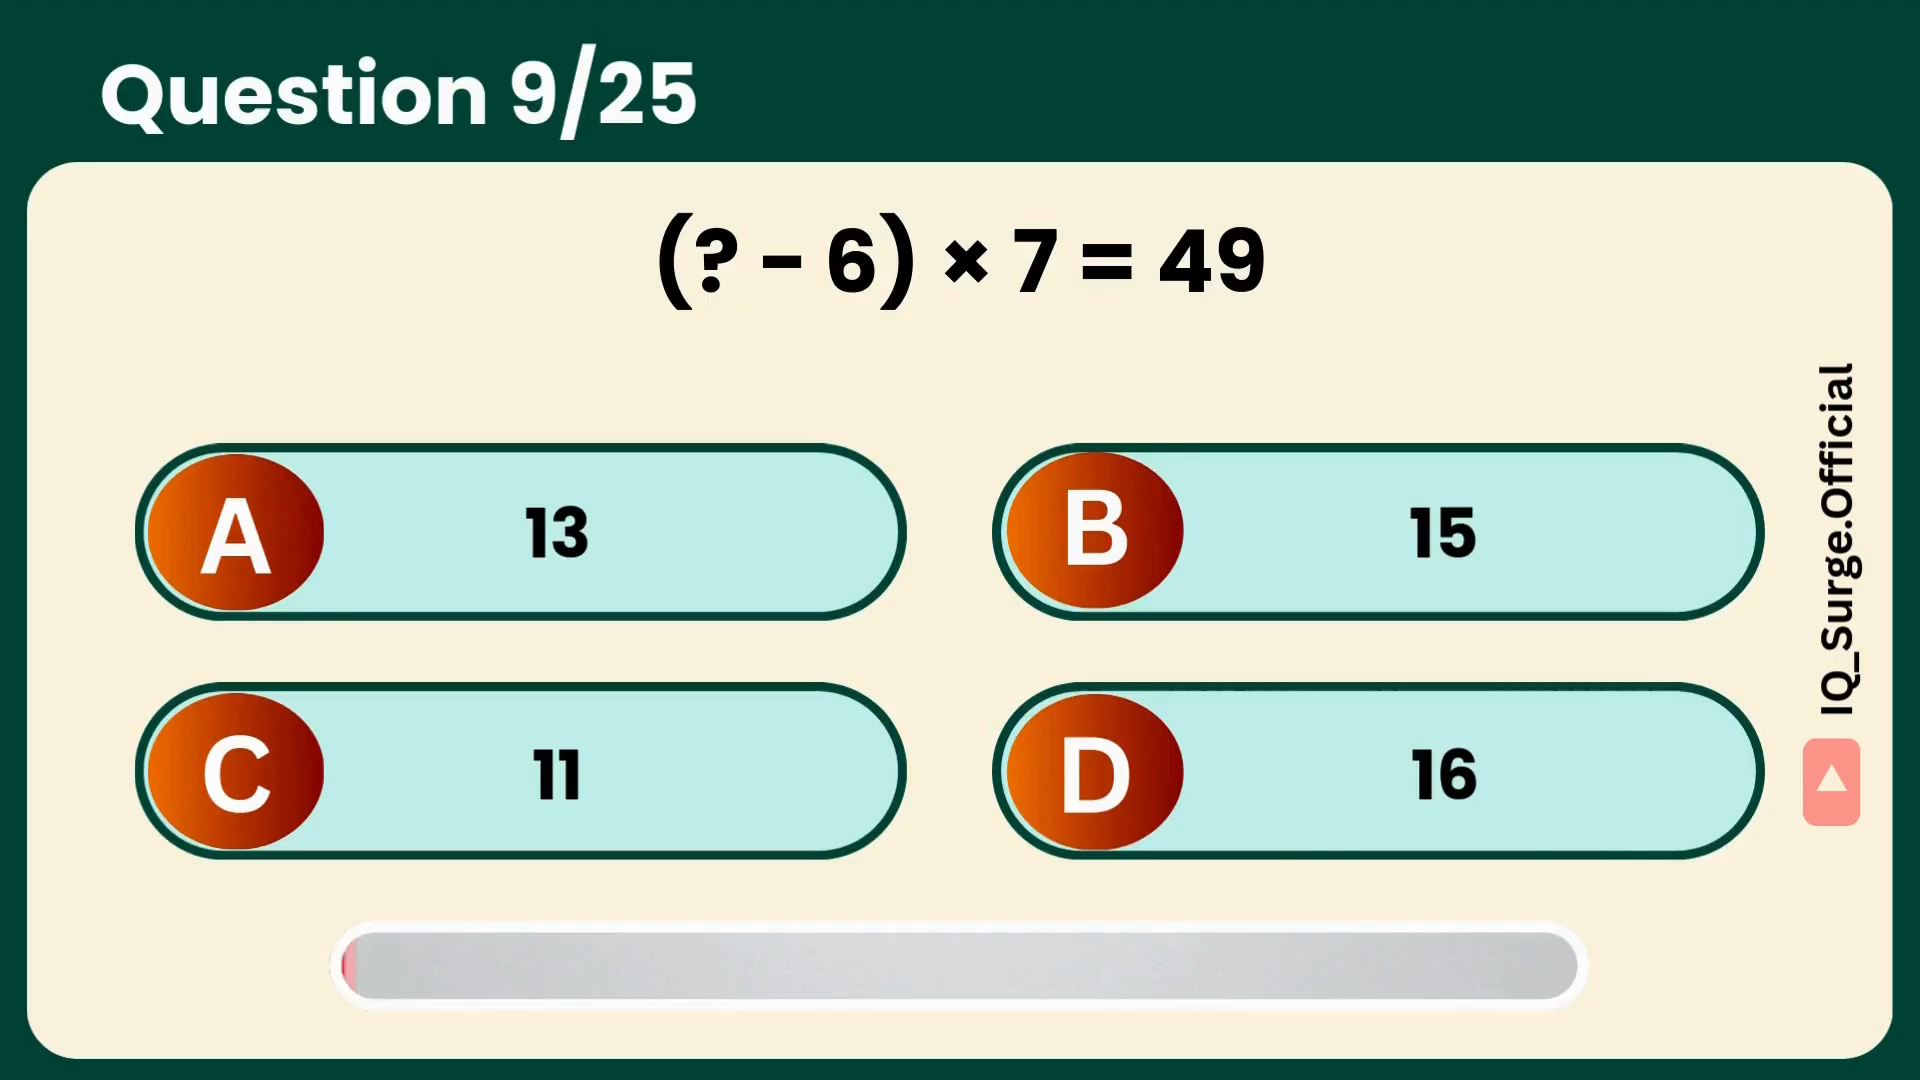 Question 9/25
(? – 6) × 7 = 49
A 13
B 15
C 11
D 16
IQ_Surge.Official